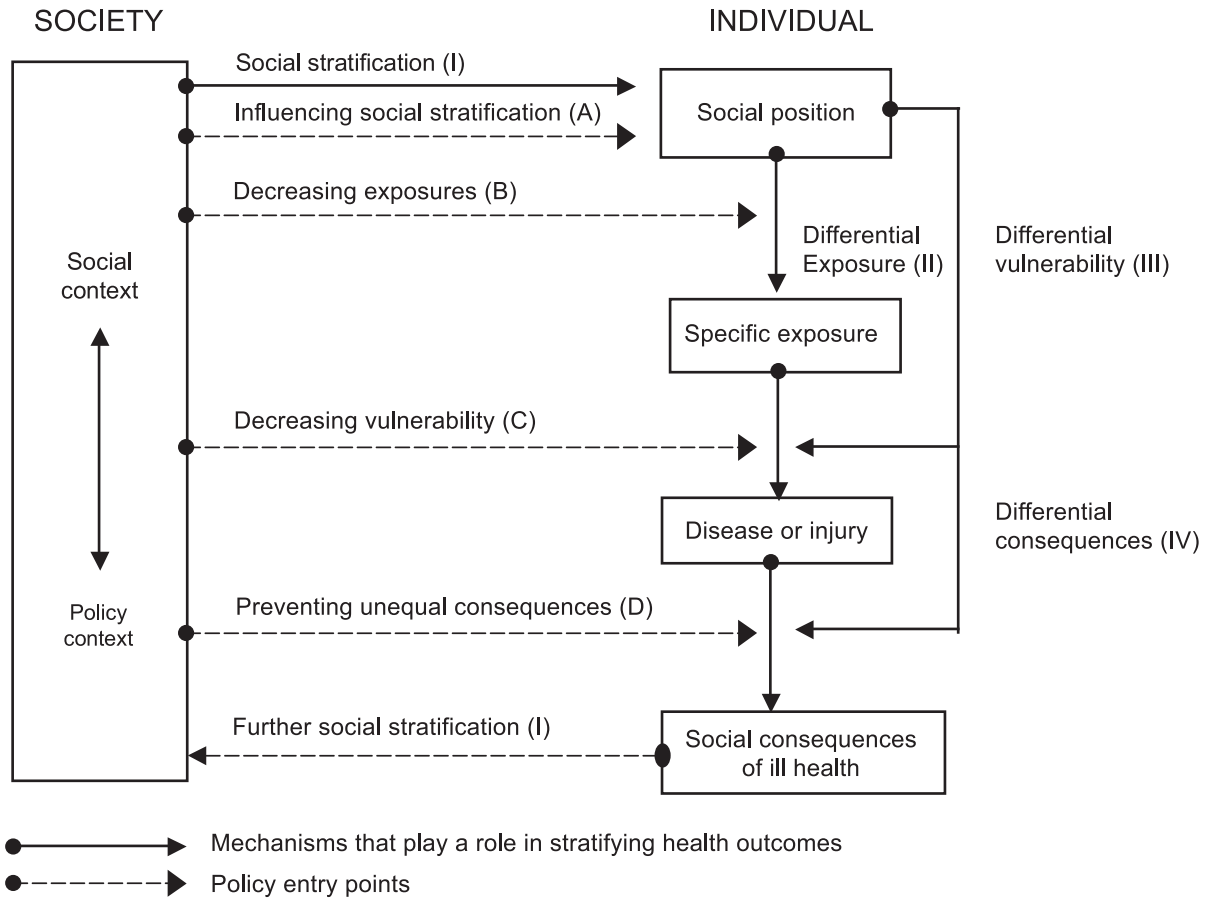 SOCIETY
INDIVIDUAL
Social stratification (I)
Influencing social stratification (A)
Social position
Decreasing exposures (B)
Differential
Exposure (II)
Differential
vulnerability (III)
Social
context
Specific exposure
Decreasing vulnerability (C)
Disease or injury
Differential
consequences (IV)
Policy
context
Preventing unequal consequences (D)
Further social stratification (I)
Social consequences
of ill health
Mechanisms that play a role in stratifying health outcomes
Policy entry points